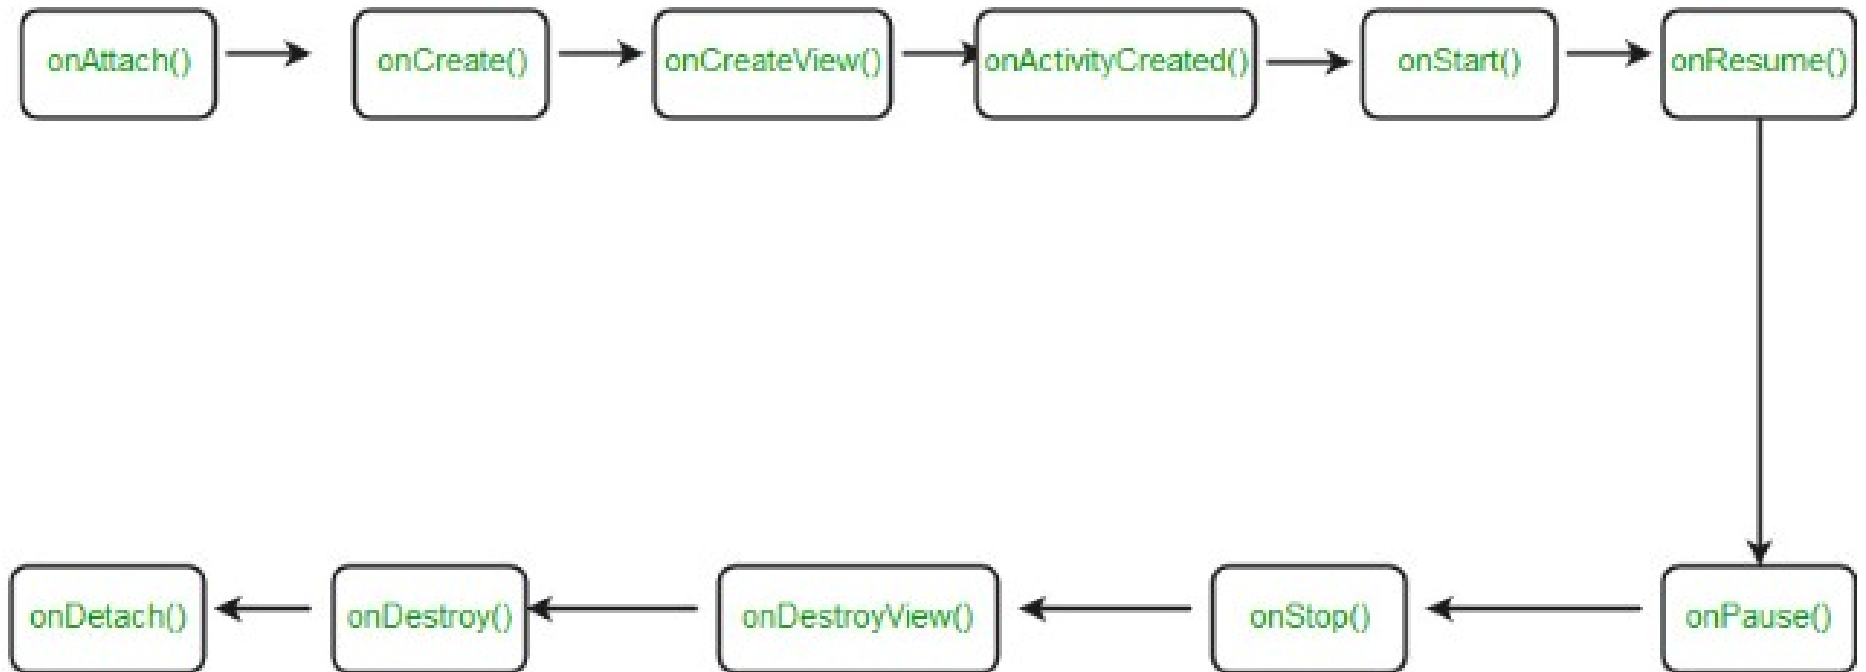 onAttach()
onCreate()
onCreateView()
onActivityCreated()
onStart()
onResume()
onDetach()
onDestroy()
onDestroyView()
onStop()
onPause()